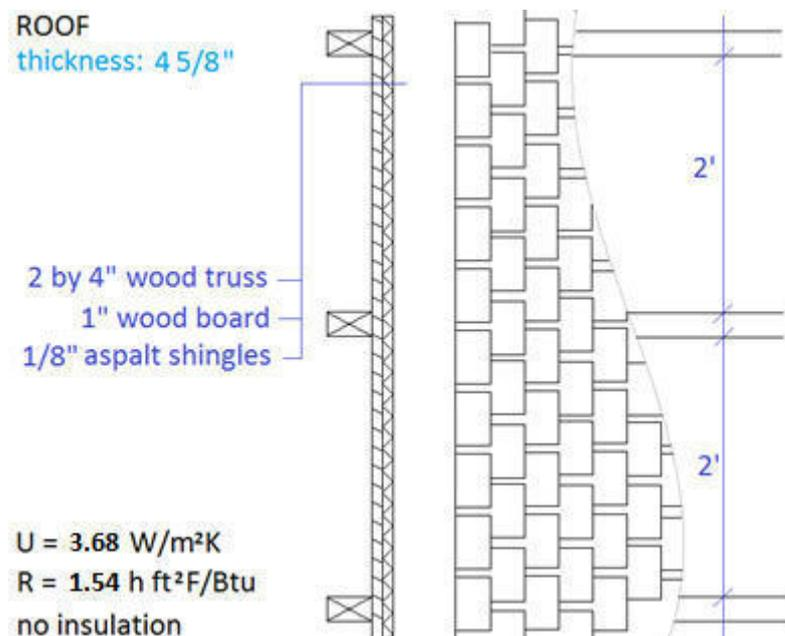 ROOF
thickness: 4 5/8"
2'
2 by 4" wood truss
1" wood board
1/8" aspalt shingles
2'
U = 3.68 W/m²K
R = 1.54 h ft²F/Btu
no insulation